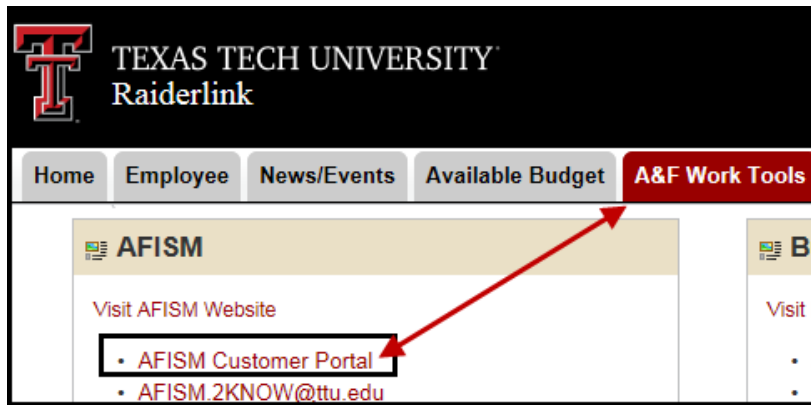 TEXAS TECH UNIVERSITY
Raiderlink
Home Employee News/Events Available Budget A&F Work Tools
AFISM
B
Visit AFISM Website
Visit
• AFISM Customer Portal
•
• AFISM.2KNOW@ttu.edu
•